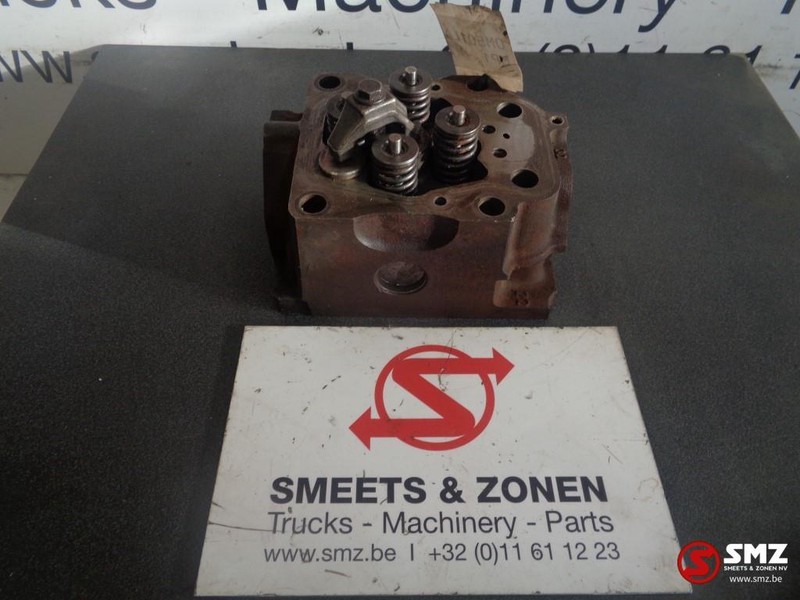 Machinery
SMEETS & ZONEN
Trucks - Machinery - Parts
www.smz.be | +32 (0)11 61 12 23
SMZ
SMEETS & ZONEN NV
www.smz.be